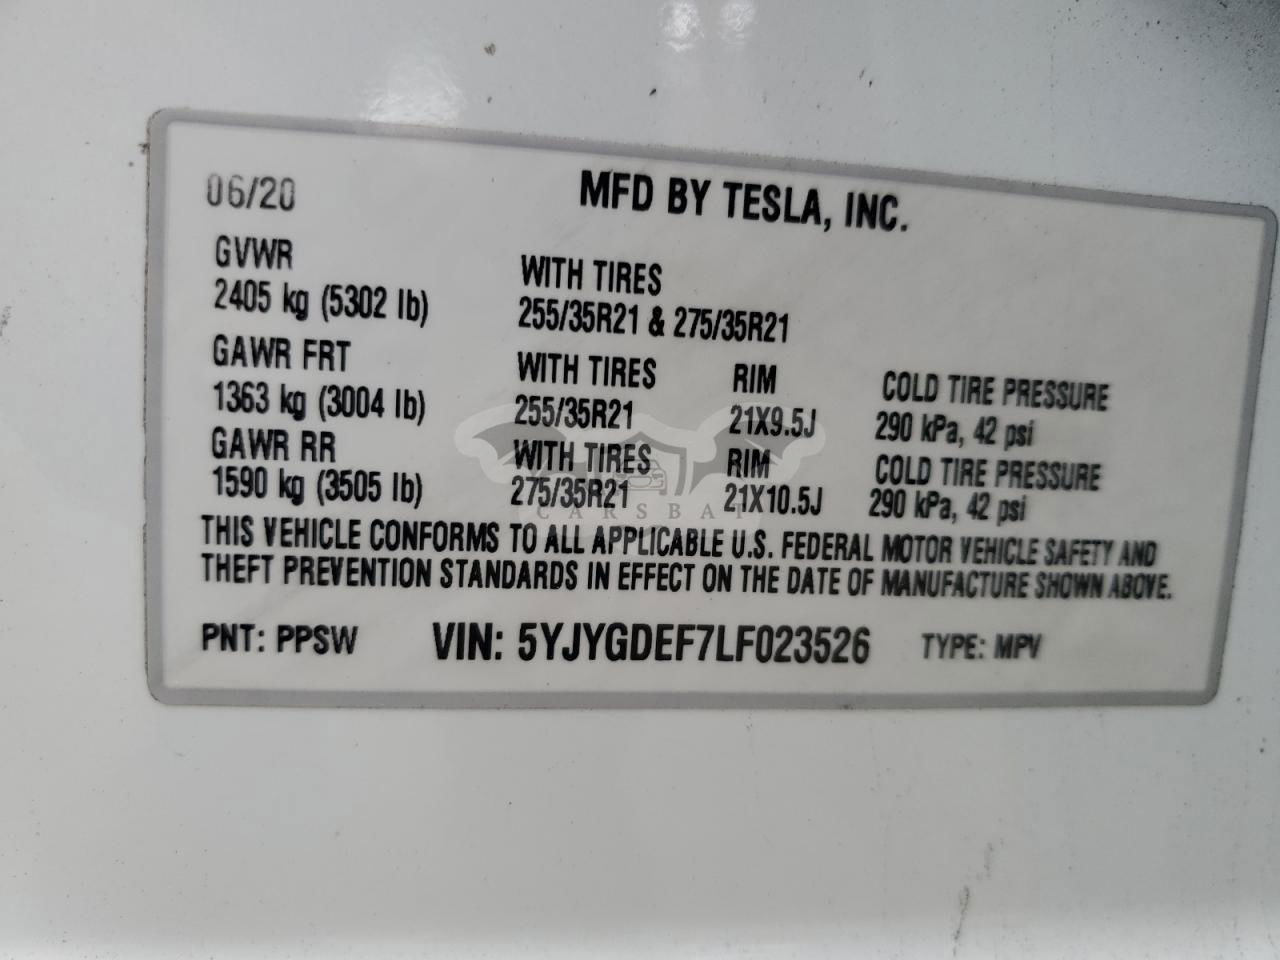 06/20
MFD BY TESLA, INC.
GVWR
2405 kg (5302 lb)
WITH TIRES
255/35R21 & 275/35R21
GAWR FRT
1363 kg (3004 lb)
WITH TIRES
255/35R21
RIM
21X9.5J
COLD TIRE PRESSURE
290 kPa, 42 psi
GAWR RR
1590 kg (3505 lb)
WITH TIRES
275/35R21
RIM
21X10.5J
COLD TIRE PRESSURE
290 kPa, 42 psi
CARSBAT
THIS VEHICLE CONFORMS TO ALL APPLICABLE U.S. FEDERAL MOTOR VEHICLE SAFETY AND
THEFT PREVENTION STANDARDS IN EFFECT ON THE DATE OF MANUFACTURE SHOWN ABOVE.
PNT: PPSW VIN: 5YJYGDEF7LF023526 TYPE: MPV